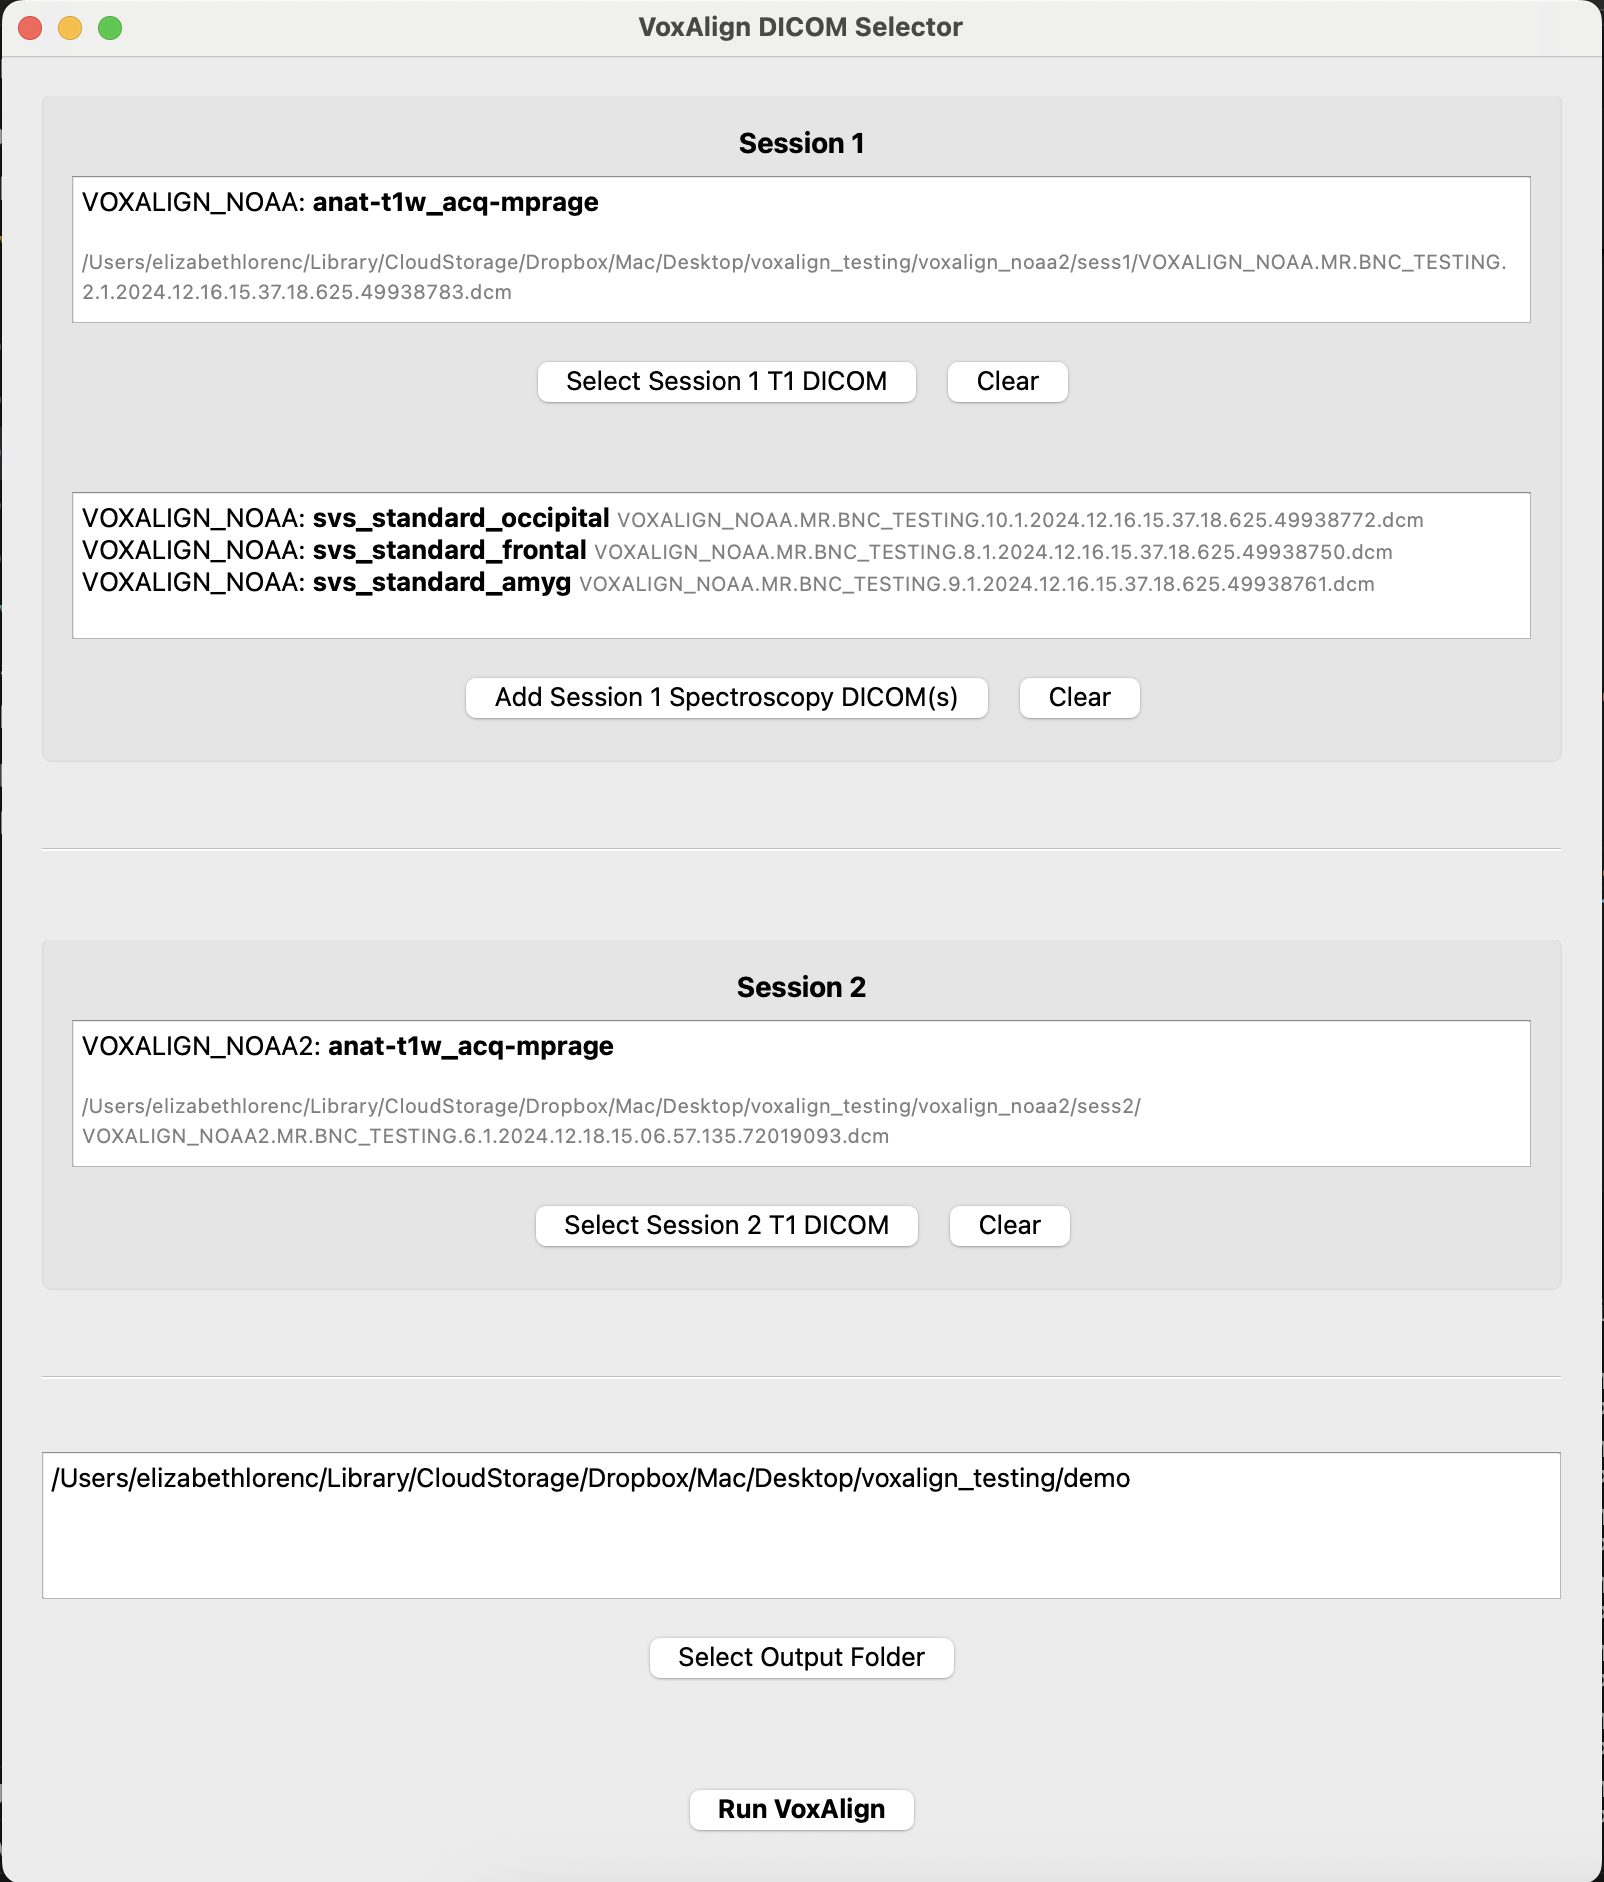 VoxAlign DICOM Selector
Session 1
VOXALIGN_NOAA: anat-t1w_acq-mprage
/Users/elizabethlorenc/Library/CloudStorage/Dropbox/Mac/Desktop/voxalign_testing/voxalign_noaa2/sess1/VOXALIGN_NOAA.MR.BNC_TESTING.
2.1.2024.12.16.15.37.18.625.49938783.dcm
Select Session 1 T1 DICOM Clear
VOXALIGN_NOAA: svs_standard_occipital VOXALIGN_NOAA.MR.BNC_TESTING.10.1.2024.12.16.15.37.18.625.49938772.dcm
VOXALIGN_NOAA: svs_standard_frontal VOXALIGN_NOAA.MR.BNC_TESTING.8.1.2024.12.16.15.37.18.625.49938750.dcm
VOXALIGN_NOAA: svs_standard_amyg VOXALIGN_NOAA.MR.BNC_TESTING.9.1.2024.12.16.15.37.18.625.49938761.dcm
Add Session 1 Spectroscopy DICOM(s) Clear
Session 2
VOXALIGN_NOAA2: anat-t1w_acq-mprage
/Users/elizabethlorenc/Library/CloudStorage/Dropbox/Mac/Desktop/voxalign_testing/voxalign_noaa2/sess2/
VOXALIGN_NOAA2.MR.BNC_TESTING.6.1.2024.12.18.15.06.57.135.72019093.dcm
Select Session 2 T1 DICOM Clear
/Users/elizabethlorenc/Library/CloudStorage/Dropbox/Mac/Desktop/voxalign_testing/demo
Select Output Folder
Run VoxAlign